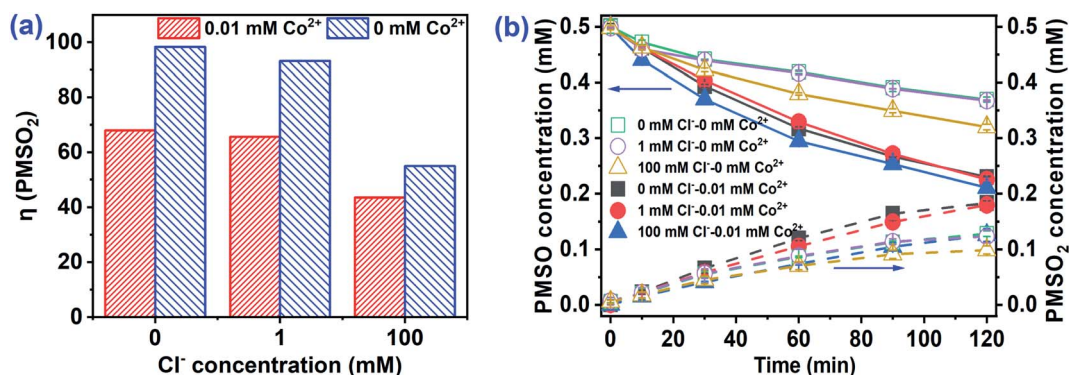 (a)
0.01 mM Co²⁺ 0 mM Co²⁺
100
80
60
40
20
0
η (PMSO₂)
0 1 100
Cl⁻ concentration (mM)
(b)
0.5
0.4
0.3
0.2
0.1
0.0
PMSO concentration (mM)
0 mM Cl⁻-0 mM Co²⁺
1 mM Cl⁻-0 mM Co²⁺
100 mM Cl⁻-0 mM Co²⁺
0 mM Cl⁻-0.01 mM Co²⁺
1 mM Cl⁻-0.01 mM Co²⁺
100 mM Cl⁻-0.01 mM Co²⁺
0.5
0.4
0.3
0.2
0.1
0.0
PMSO₂ concentration (mM)
0 20 40 60 80 100 120
Time (min)